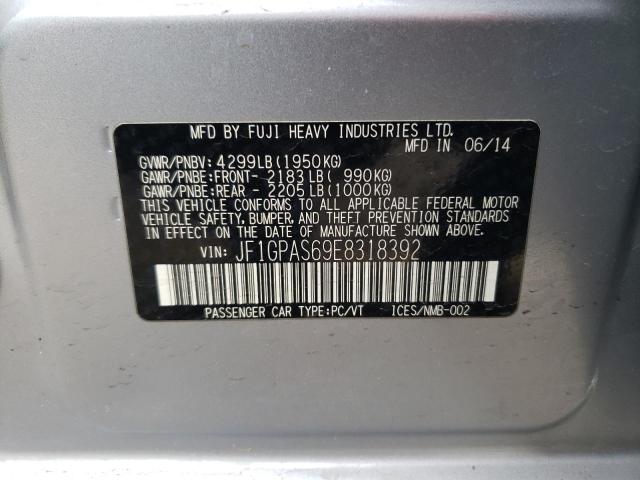 MFD BY FUJI HEAVY INDUSTRIES LTD.
MFD IN 06/14
GVWR/PNBV: 4299LB(1950KG)
GAWR/PNBE:FRONT- 2183LB( 990KG)
GAWR/PNBE:REAR - 2205LB(1000KG)
THIS VEHICLE CONFORMS TO ALL APPLICABLE FEDERAL MOTOR
VEHICLE SAFETY, BUMPER, AND THEFT PREVENTION STANDARDS
IN EFFECT ON THE DATE OF MANUFACTURE SHOWN ABOVE.
VIN: JF1GPAS69E8318392
PASSENGER CAR TYPE:PC/VT ICES/NMB-002